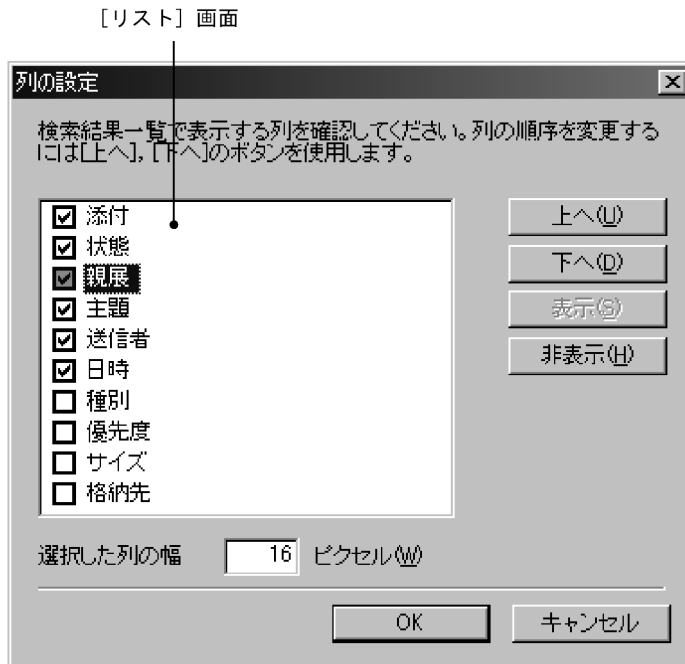 ［リスト］画面
列の設定
検索結果一覧で表示する列を確認してください。列の順序を変更する
には[上へ], [下へ]のボタンを使用します。
添付
状態
親展
主題
送信者
日時
種別
優先度
サイズ
格納先
上へ(U)
下へ(D)
表示(S)
非表示(H)
選択した列の幅 16 ピクセル(W)
OK キャンセル